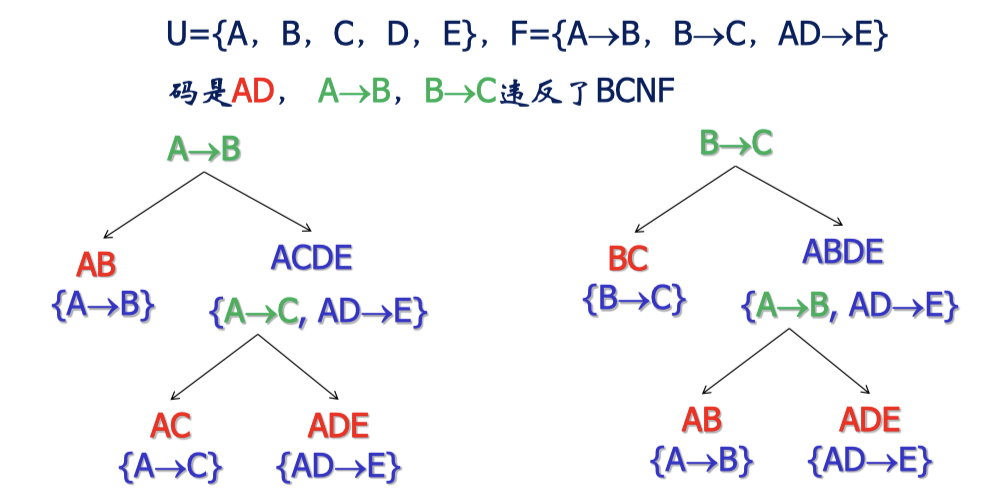 U={A，B，C，D，E}，F={A→B，B→C，AD→E}
码是AD， A→B，B→C违反了BCNF
A→B
AB
{A→B}
ACDE
{A→C, AD→E}
AC
{A→C}
ADE
{AD→E}
B→C
BC
{B→C}
ABDE
{A→B, AD→E}
AB
{A→B}
ADE
{AD→E}